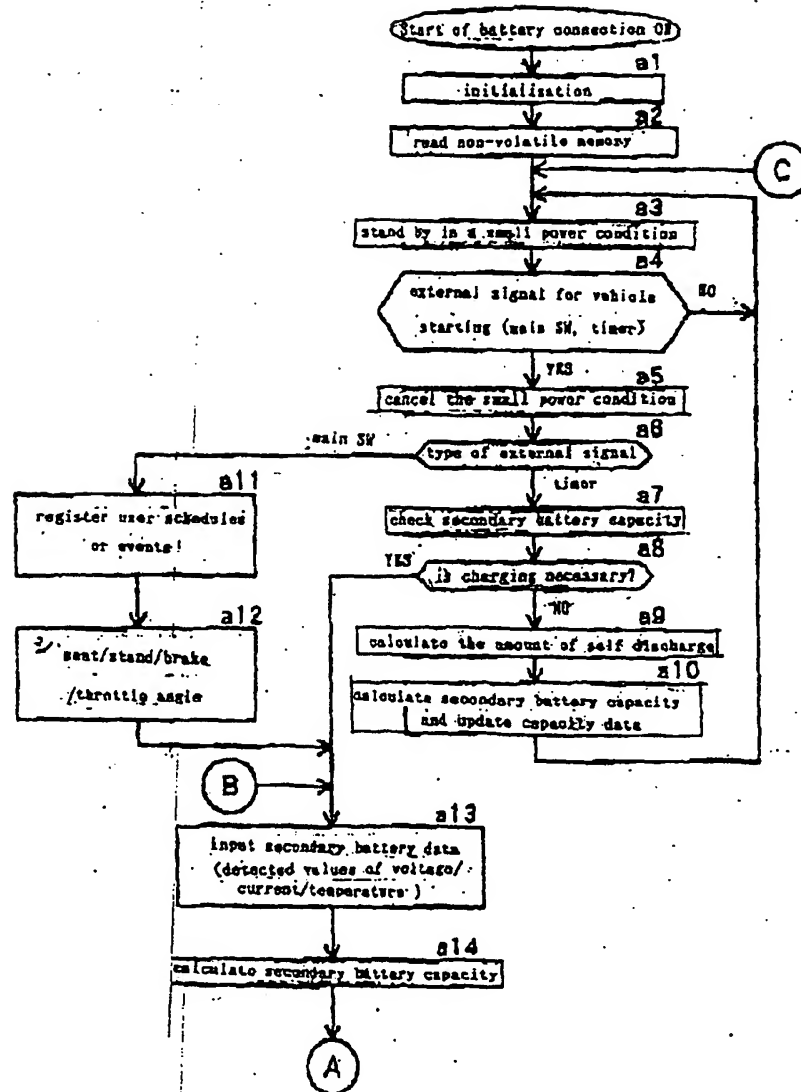 Start of battery connection ON
a1
initialisation
a2
read non-volatile memory
C
a3
stand by in a small power condition
a4
external signal for vehicle
starting (main SW, timer)
NO
YES
a5
cancel the small power condition
a6
main SW
type of external signal
timer
a11
register user schedules
or events
a7
check secondary battery capacity
a8
YES
is charging necessary?
NO
a12
seat/stand/brake
/throttle angle
a9
calculate the amount of self discharge
a10
calculate secondary battery capacity
and update capacity data
B
a13
input secondary battery data
(detected values of voltage/
current/temperature)
a14
calculate secondary battery capacity
A